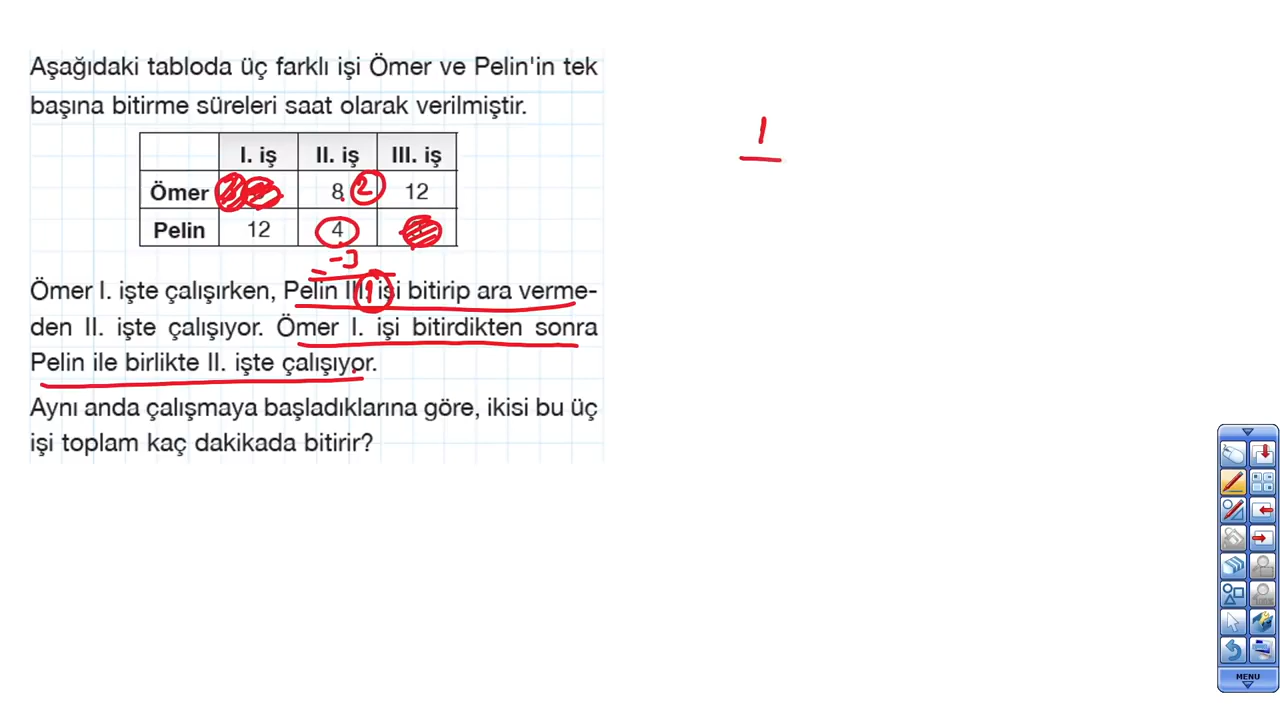 1
Aşağıdaki tabloda üç farklı işi Ömer ve Pelin'in tek
başına bitirme süreleri saat olarak verilmiştir.
I. iş II. iş III. iş
Ömer 8 2 12
Pelin 12 4
-3
1
Ömer I. işte çalışırken, Pelin III. işi bitirip ara verme-
den II. işte çalışıyor. Ömer I. işi bitirdikten sonra
Pelin ile birlikte II. işte çalışıyor.
Aynı anda çalışmaya başladıklarına göre, ikisi bu üç
işi toplam kaç dakikada bitirir?
MENU